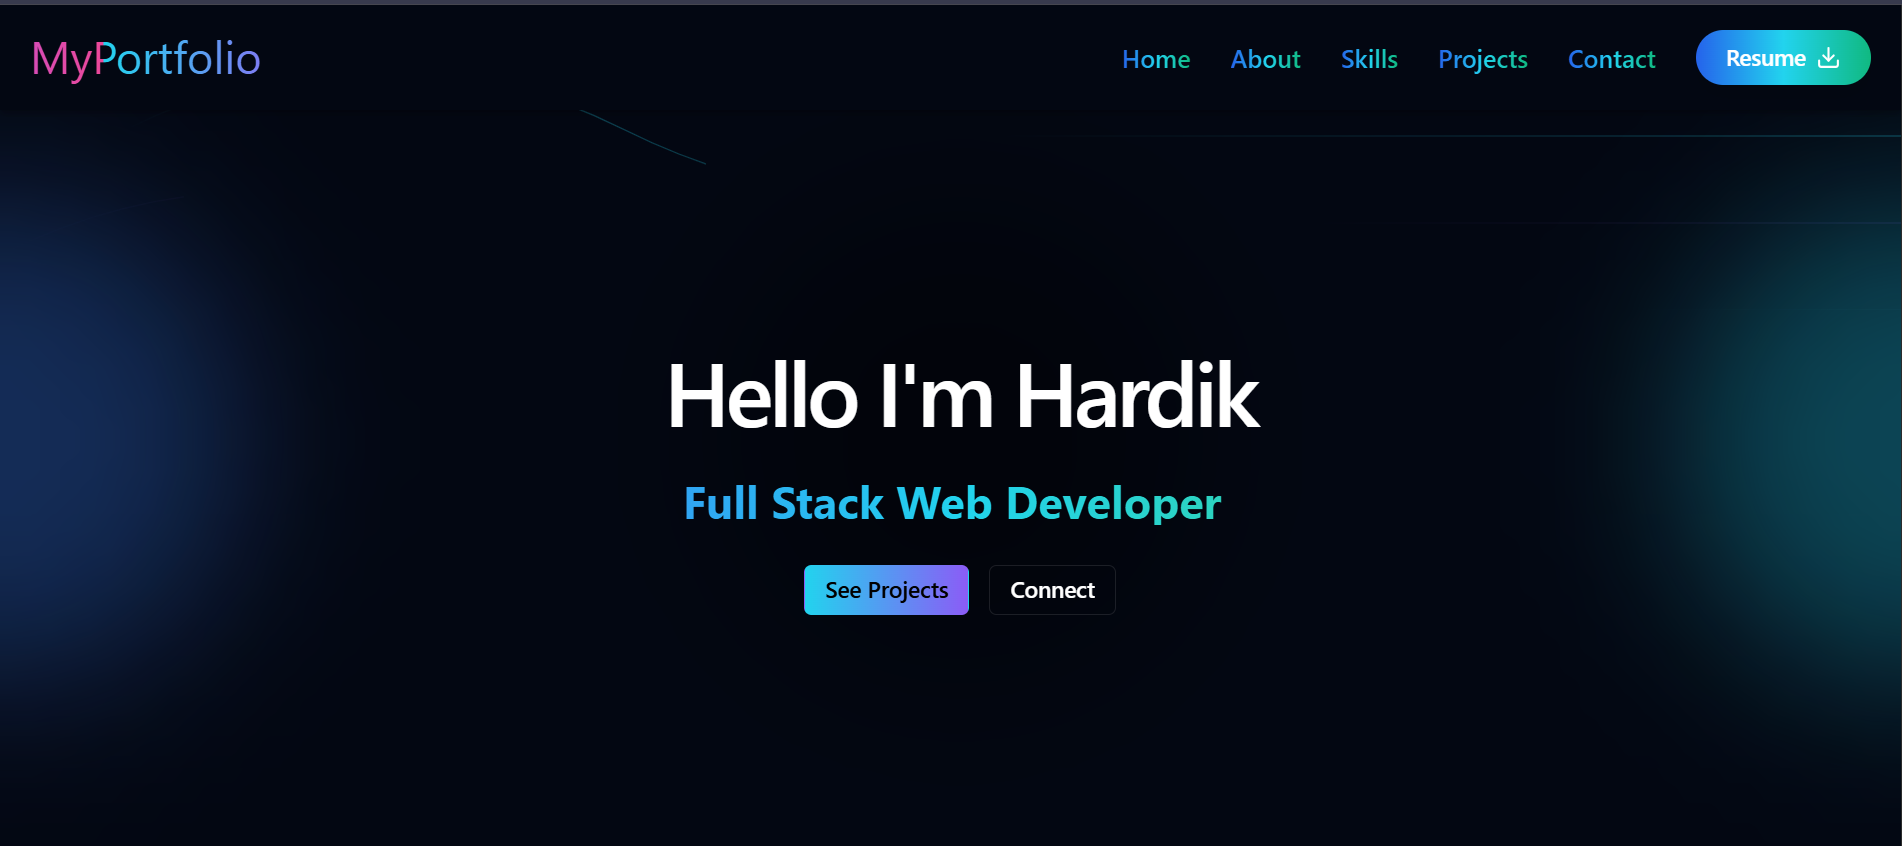 MyPortfolio
Home About Skills Projects Contact Resume
Hello I'm Hardik
Full Stack Web Developer
See Projects Connect